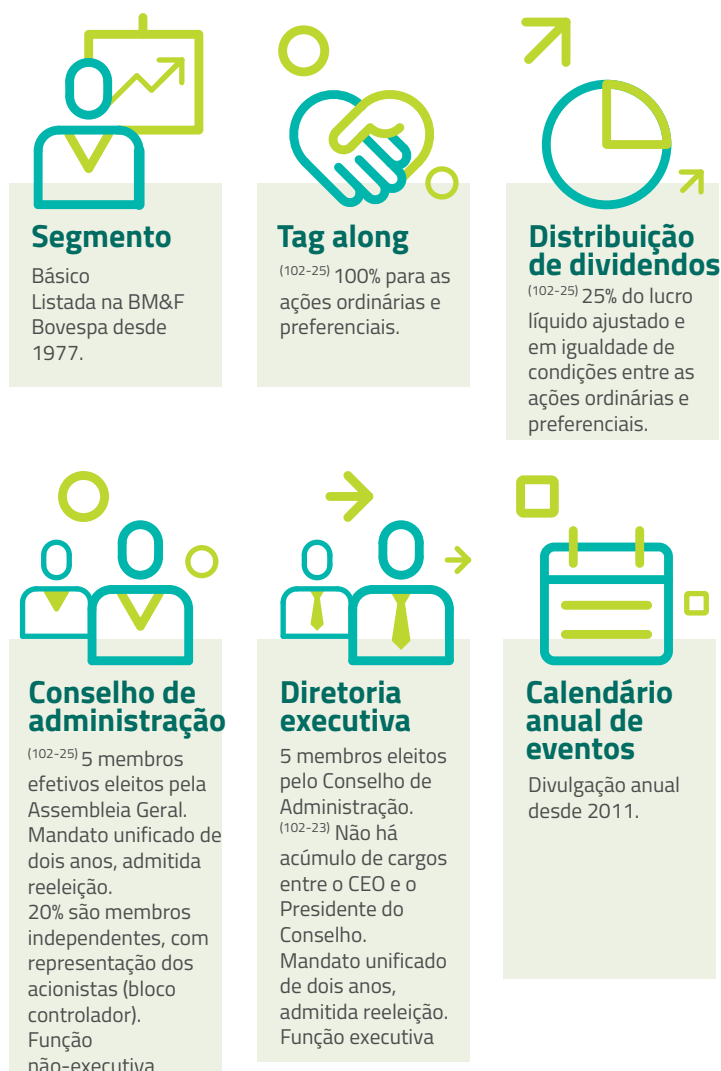 Segmento
Básico
Listada na BM&F
Bovespa desde
1977.
Tag along
(102-25) 100% para as
ações ordinárias e
preferenciais.
Distribuição
de dividendos
(102-25) 25% do lucro
líquido ajustado e
em igualdade de
condições entre as
ações ordinárias e
preferenciais.
Conselho de
administração
(102-25) 5 membros
efetivos eleitos pela
Assembleia Geral.
Mandato unificado de
dois anos, admitida
reeleição.
20% são membros
independentes, com
representação dos
acionistas (bloco
controlador).
Função
não-executiva
Diretoria
executiva
5 membros eleitos
pelo Conselho de
Administração.
(102-23) Não há
acúmulo de cargos
entre o CEO e o
Presidente do
Conselho.
Mandato unificado
de dois anos,
admitida reeleição.
Função executiva
Calendário
anual de
eventos
Divulgação anual
desde 2011.